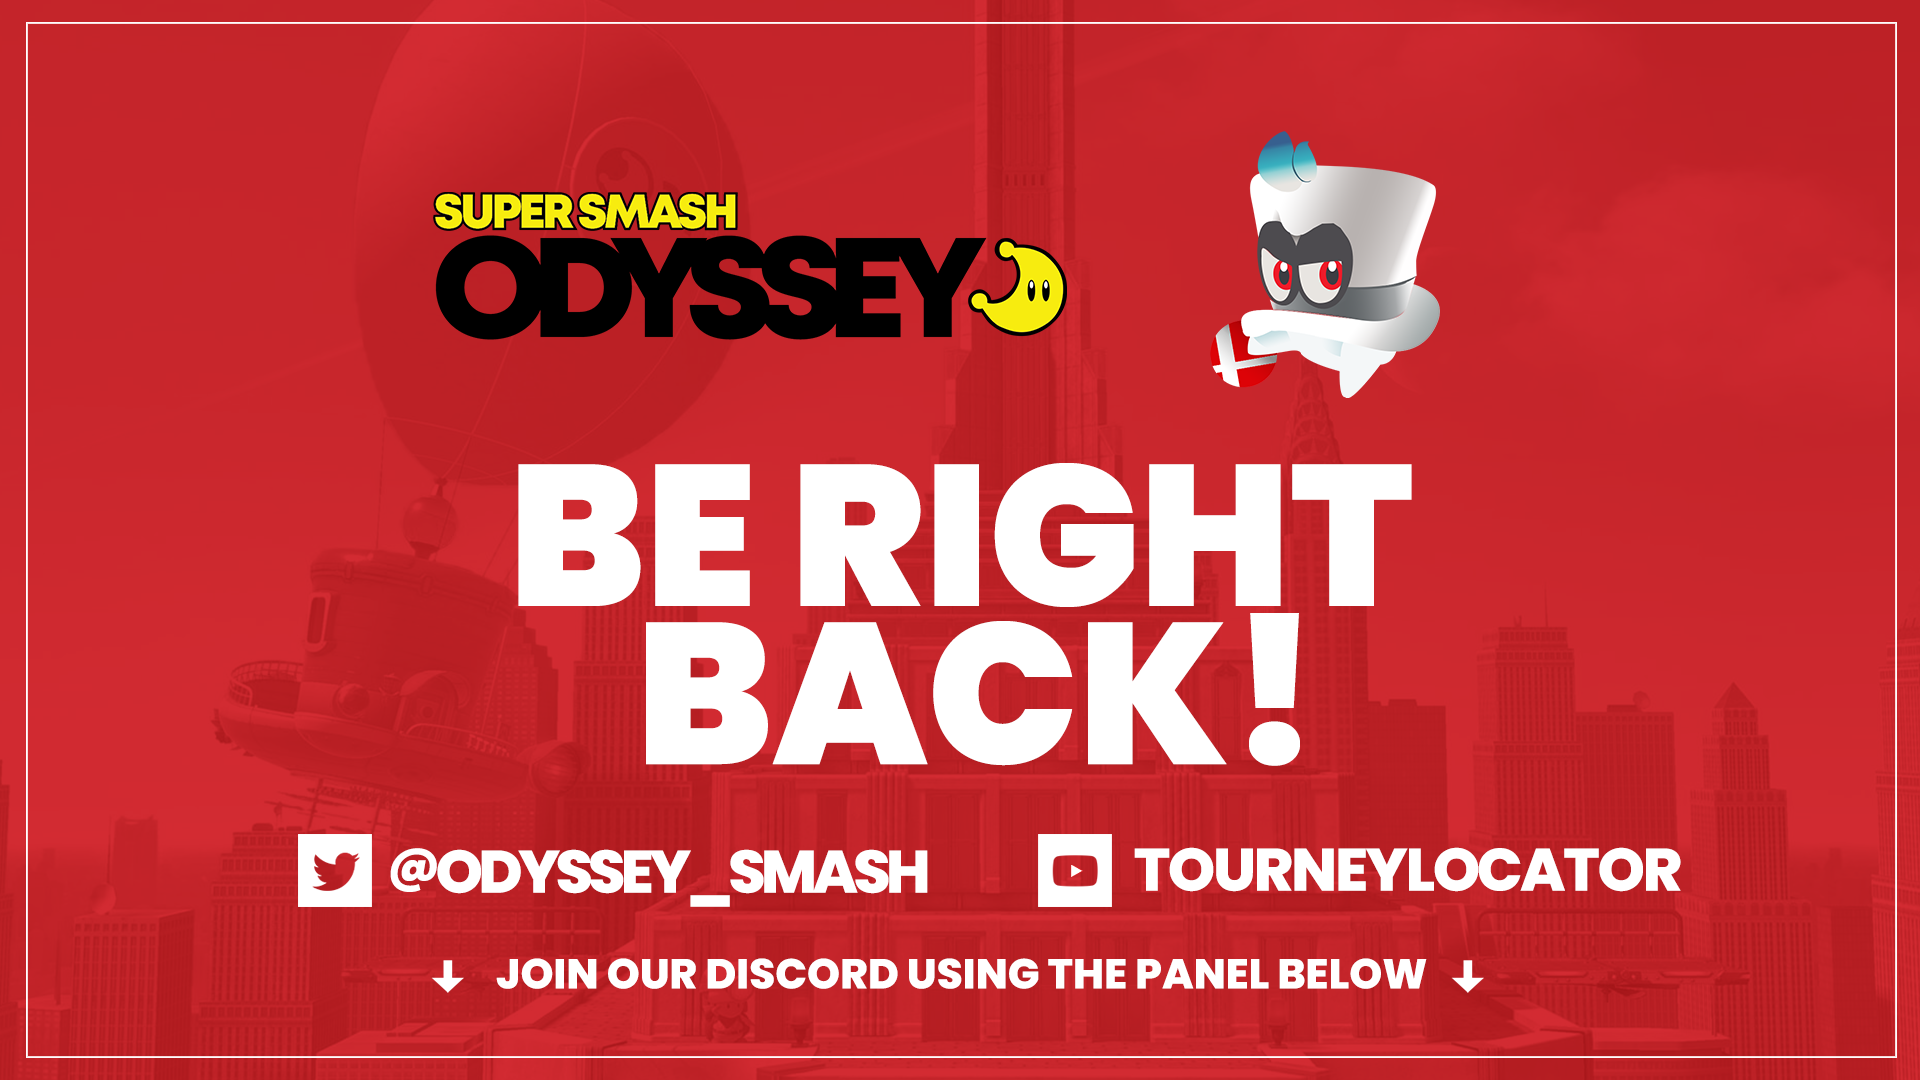 SUPER SMASH
ODYSSEY
BE RIGHT
BACK!
@ODYSSEY_SMASH
TOURNEYLOCATOR
JOIN OUR DISCORD USING THE PANEL BELOW